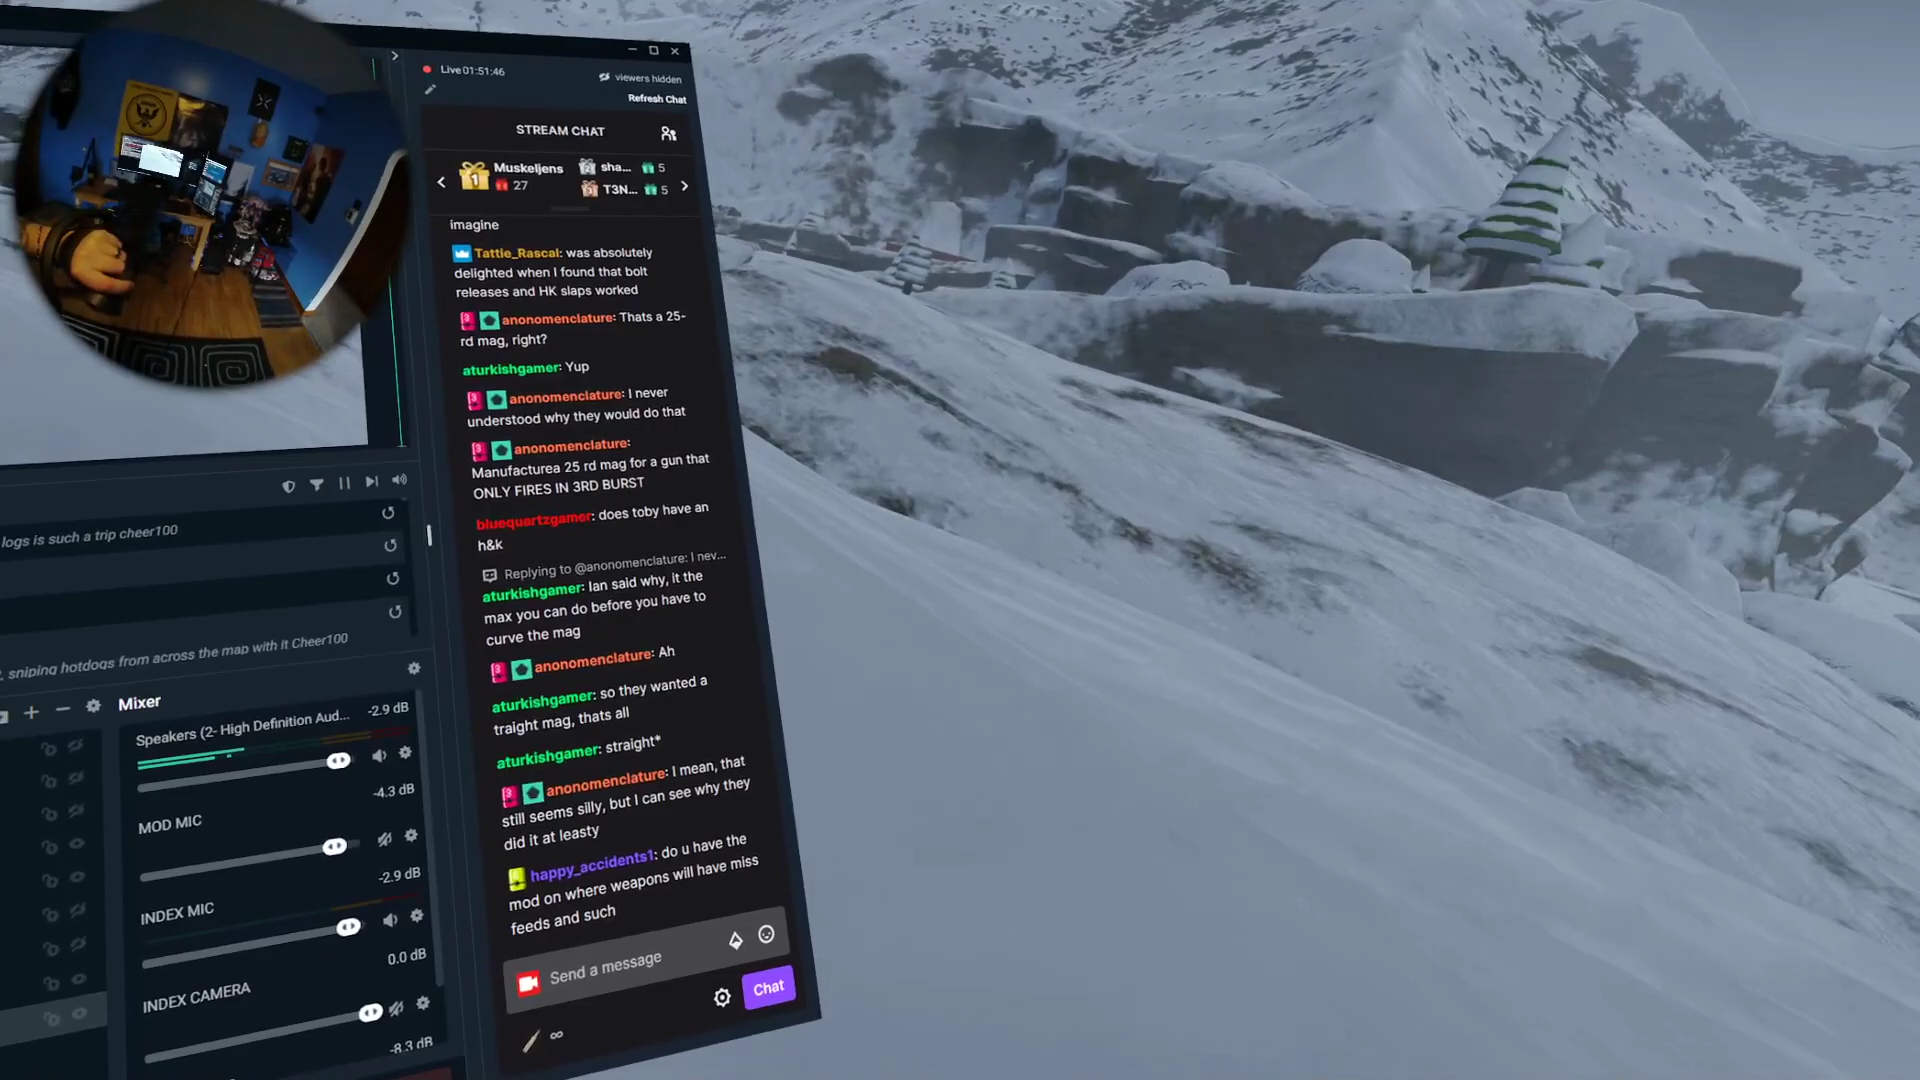 Live 01:51:46
viewers hidden
Refresh Chat
STREAM CHAT
1
Muskeljens
27
sha...
5
T3N...
5
imagine
Tattie_Rascal: was absolutely
delighted when I found that bolt
releases and HK slaps worked
3 anonomenclature: Thats a 25-
rd mag, right?
aturkishgamer: Yup
3 anonomenclature: I never
understood why they would do that
3 anonomenclature:
Manufacturea 25 rd mag for a gun that
ONLY FIRES IN 3RD BURST
bluequartzgamer: does toby have an
h&k
Replying to @anonomenclature: I nev...
aturkishgamer: Ian said why, it the
max you can do before you have to
curve the mag
3 anonomenclature: Ah
aturkishgamer: so they wanted a
traight mag, thats all
aturkishgamer: straight*
3 anonomenclature: I mean, that
still seems silly, but I can see why they
did it at leasty
happy_accidents1: do u have the
mod on where weapons will have miss
feeds and such
Send a message
Chat
logs is such a trip cheer100
sniping hotdogs from across the map with it Cheer100
Mixer
Speakers (2- High Definition Aud...
-2.9 dB
MOD MIC
-4.3 dB
INDEX MIC
-2.9 dB
INDEX CAMERA
0.0 dB
-8.3 dB